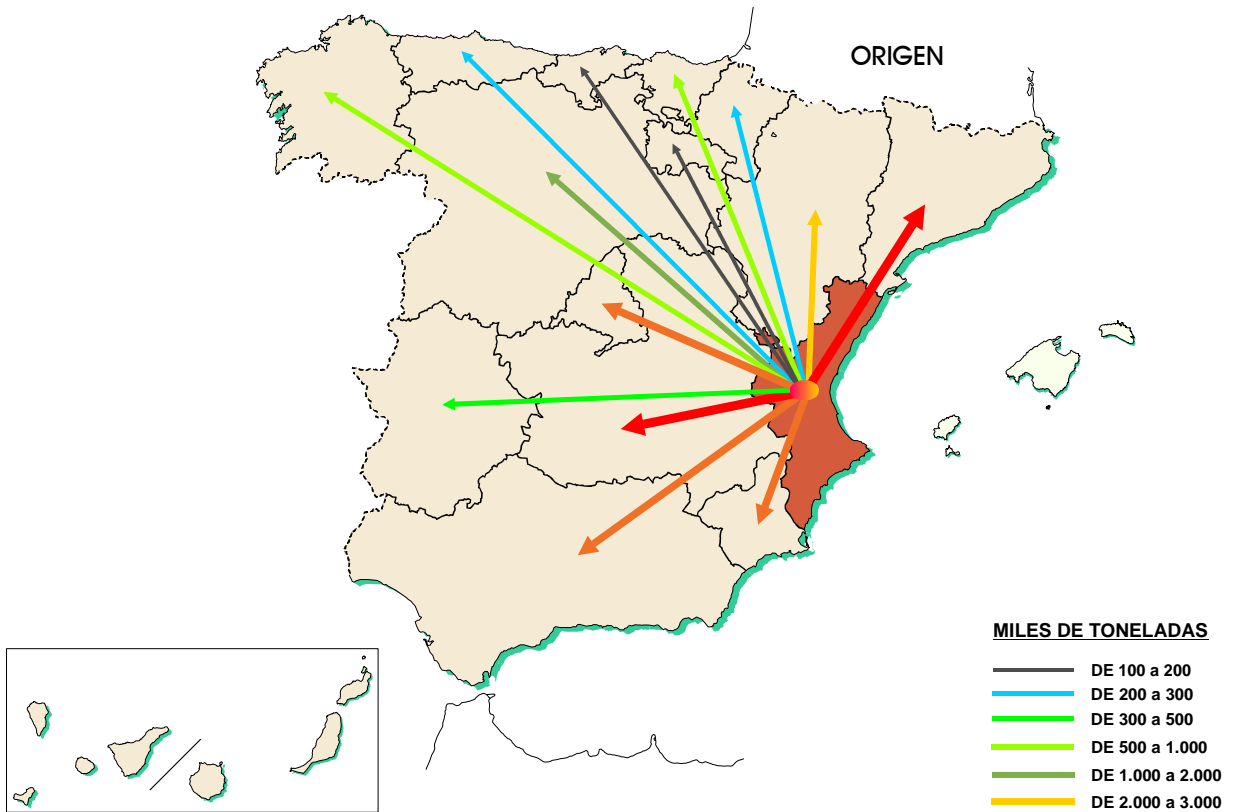 ORIGEN
MILES DE TONELADAS
DE 100 a 200
DE 200 a 300
DE 300 a 500
DE 500 a 1.000
DE 1.000 a 2.000
DE 2.000 a 3.000